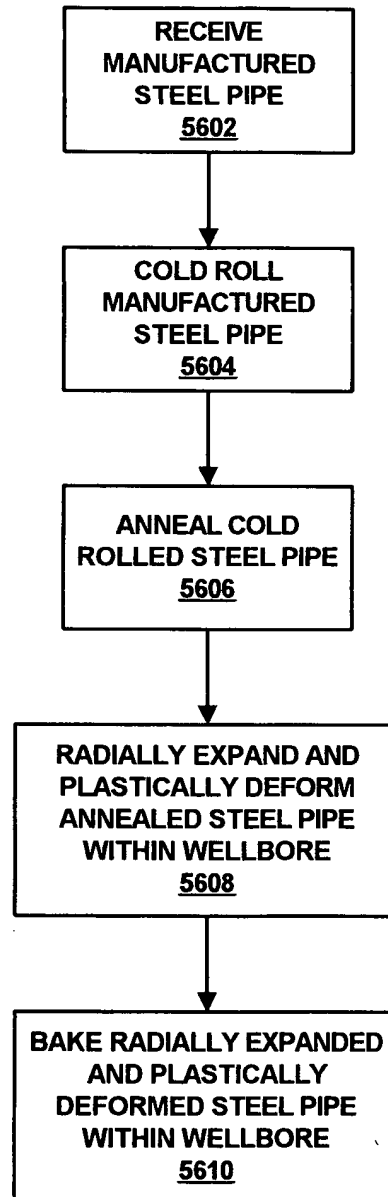 RECEIVE
MANUFACTURED
STEEL PIPE
5602
COLD ROLL
MANUFACTURED
STEEL PIPE
5604
ANNEAL COLD
ROLLED STEEL PIPE
5606
RADIALLY EXPAND AND
PLASTICALLY DEFORM
ANNEALED STEEL PIPE
WITHIN WELLBORE
5608
BAKE RADIALLY EXPANDED
AND PLASTICALLY
DEFORMED STEEL PIPE
WITHIN WELLBORE
5610